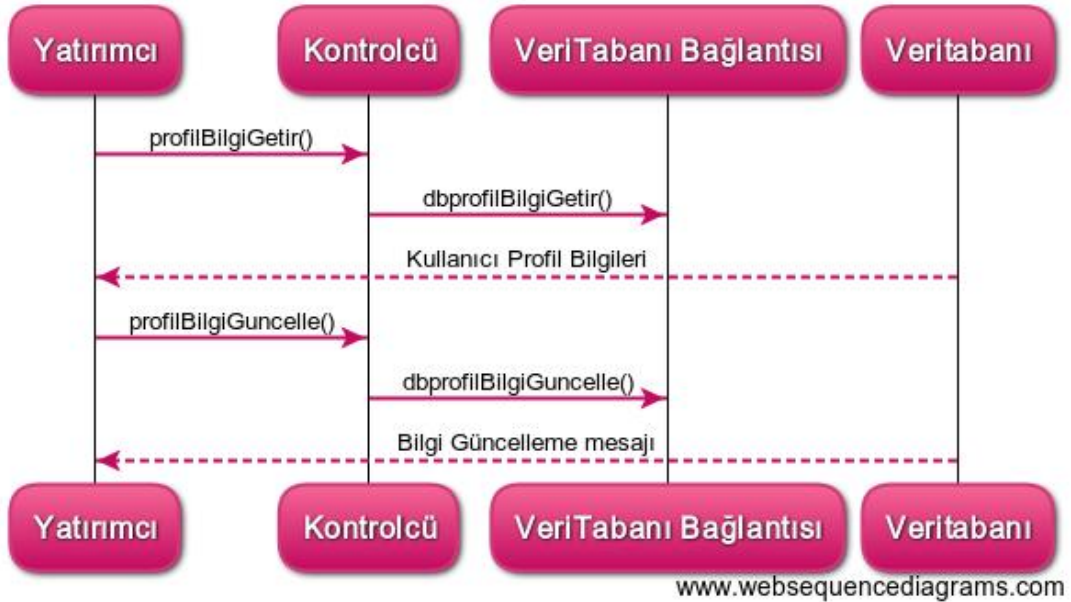 Yatırımcı
Kontrolcü
VeriTabanı Bağlantısı
Veritabanı
profilBilgiGetir()
dbprofilBilgiGetir()
Kullanıcı Profil Bilgileri
profilBilgiGuncelle()
dbprofilBilgiGuncelle()
Bilgi Güncelleme mesajı
Yatırımcı
Kontrolcü
VeriTabanı Bağlantısı
Veritabanı
www.websequencediagrams.com